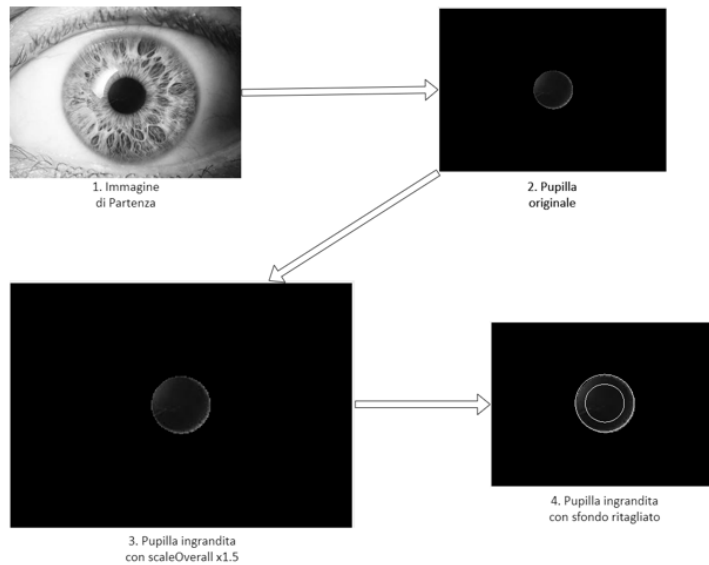 1. Immagine
di Partenza
2. Pupilla
originale
3. Pupilla ingrandita
con scaleOverall x1.5
4. Pupilla ingrandita
con sfondo ritagliato